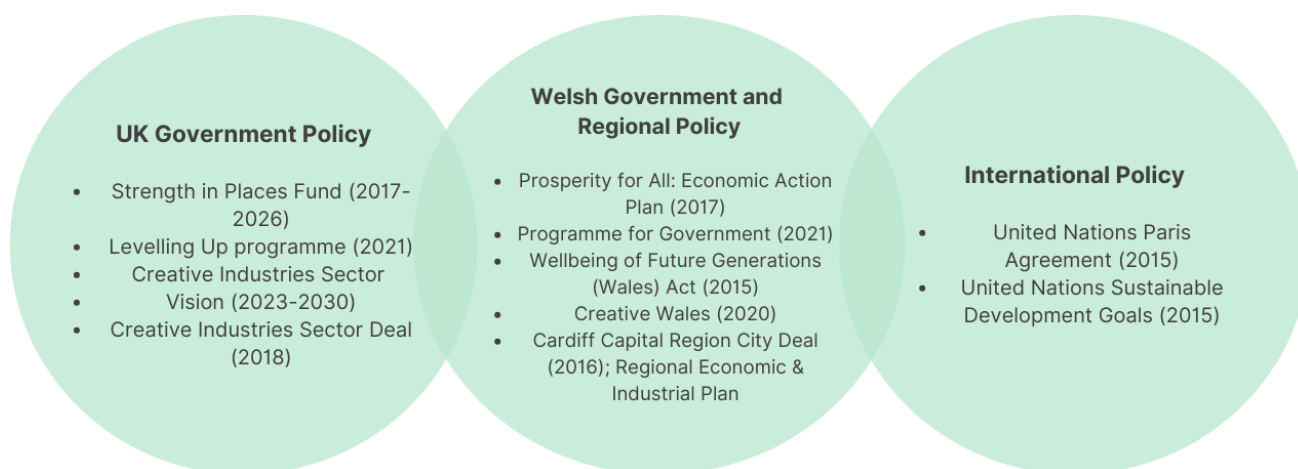 UK Government Policy
• Strength in Places Fund (2017-
2026)
• Levelling Up programme (2021)
• Creative Industries Sector
• Vision (2023-2030)
• Creative Industries Sector Deal
(2018)
Welsh Government and
Regional Policy
• Prosperity for All: Economic Action
Plan (2017)
• Programme for Government (2021)
• Wellbeing of Future Generations
(Wales) Act (2015)
• Creative Wales (2020)
• Cardiff Capital Region City Deal
(2016); Regional Economic &
Industrial Plan
International Policy
• United Nations Paris
Agreement (2015)
• United Nations Sustainable
Development Goals (2015)